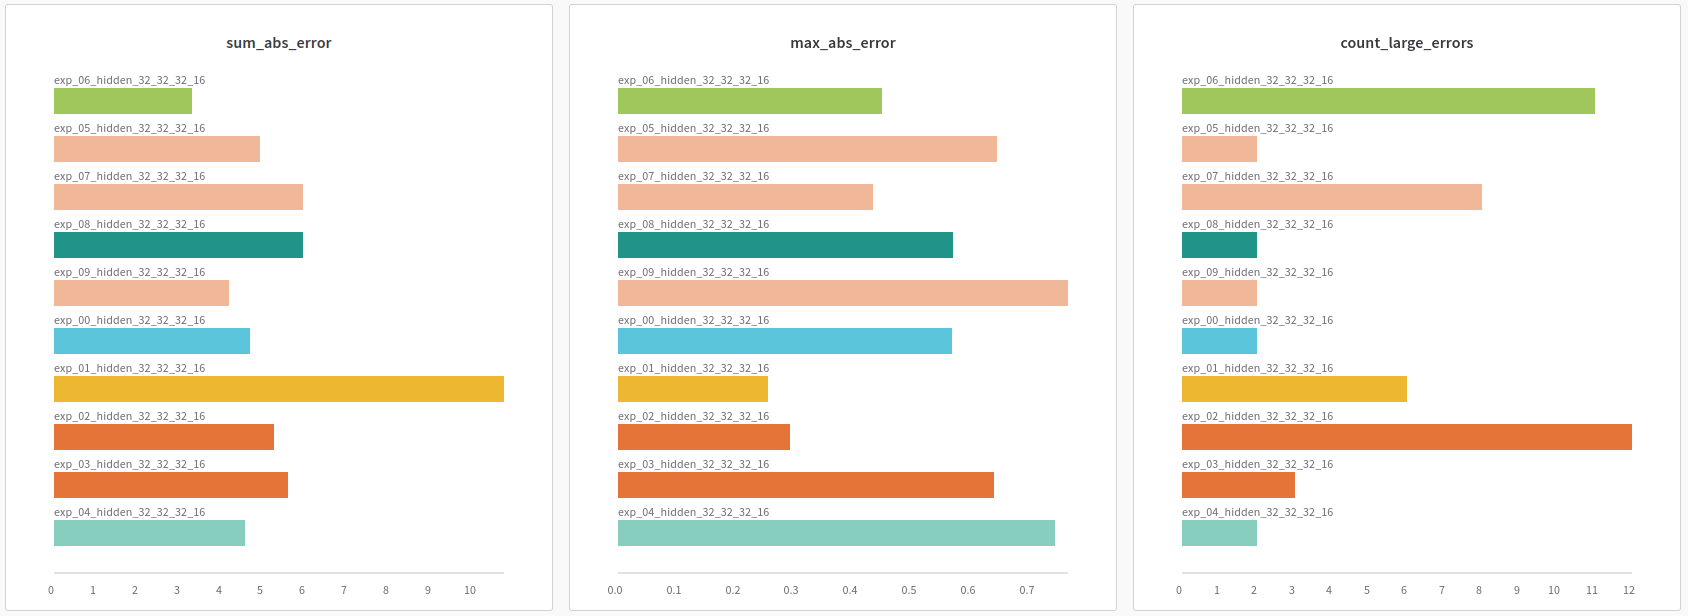 sum_abs_error
exp_06_hidden_32_32_32_16
exp_05_hidden_32_32_32_16
exp_07_hidden_32_32_32_16
exp_08_hidden_32_32_32_16
exp_09_hidden_32_32_32_16
exp_00_hidden_32_32_32_16
exp_01_hidden_32_32_32_16
exp_02_hidden_32_32_32_16
exp_03_hidden_32_32_32_16
exp_04_hidden_32_32_32_16
0 1 2 3 4 5 6 7 8 9 10
max_abs_error
exp_06_hidden_32_32_32_16
exp_05_hidden_32_32_32_16
exp_07_hidden_32_32_32_16
exp_08_hidden_32_32_32_16
exp_09_hidden_32_32_32_16
exp_00_hidden_32_32_32_16
exp_01_hidden_32_32_32_16
exp_02_hidden_32_32_32_16
exp_03_hidden_32_32_32_16
exp_04_hidden_32_32_32_16
0.0 0.1 0.2 0.3 0.4 0.5 0.6 0.7
count_large_errors
exp_06_hidden_32_32_32_16
exp_05_hidden_32_32_32_16
exp_07_hidden_32_32_32_16
exp_08_hidden_32_32_32_16
exp_09_hidden_32_32_32_16
exp_00_hidden_32_32_32_16
exp_01_hidden_32_32_32_16
exp_02_hidden_32_32_32_16
exp_03_hidden_32_32_32_16
exp_04_hidden_32_32_32_16
0 1 2 3 4 5 6 7 8 9 10 11 12